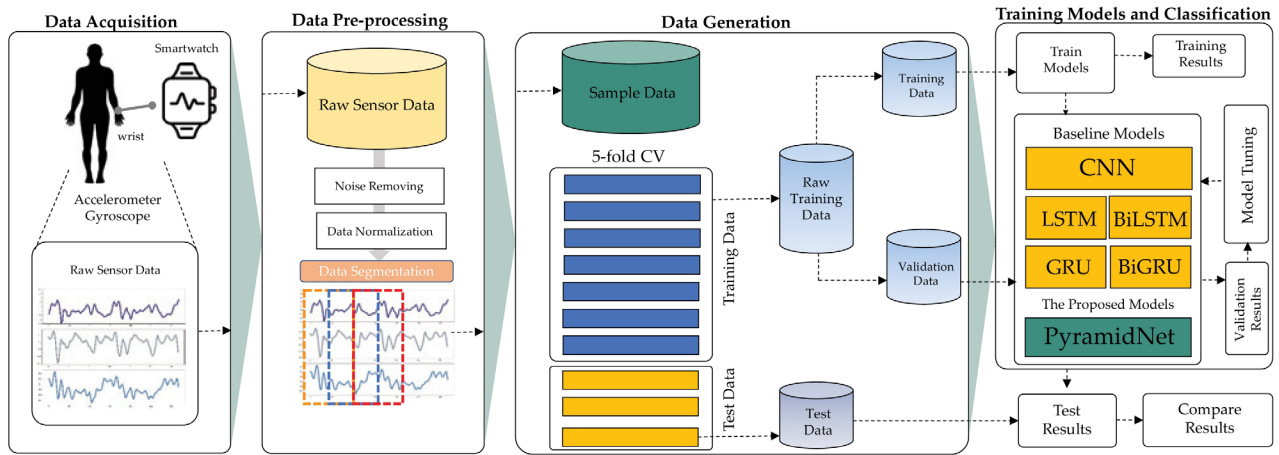 Data Acquisition
Smartwatch
wrist
Accelerometer
Gyroscope
Raw Sensor Data
Data Pre-processing
Raw Sensor Data
Noise Removing
Data Normalization
Data Segmentation
Data Generation
Sample Data
5-fold CV
Training Data
Test Data
Raw
Training
Data
Training
Data
Validation
Data
Test
Data
Training Models and Classification
Train
Models
Training
Results
Baseline Models
CNN
LSTM
BiLSTM
GRU
BiGRU
The Proposed Models
PyramidNet
Model Tuning
Validation
Results
Test
Results
Compare
Results